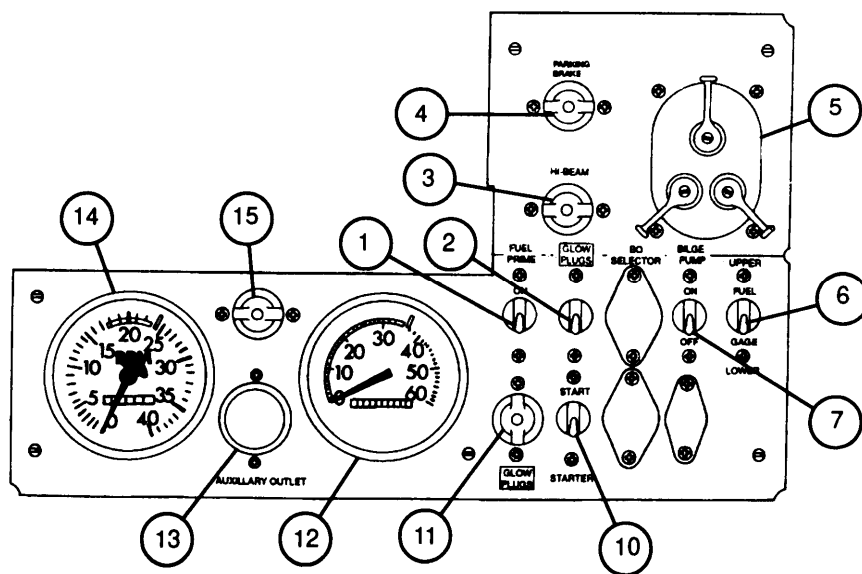 PARKING
BRAKE
4
5
HI-BEAM
3
14
15
1
2
FUEL
PRIME
GLOW
PLUGS
BO
SELECTOR
BILGE
PUMP
UPPER
ON
ON
FUEL
6
OFF
GAGE
LOWER
0 5 10 15 20 25 30 35 40
0 10 20 30 40 50 60
START
7
AUXILLARY OUTLET
GLOW
PLUGS
STARTER
13
12
11
10